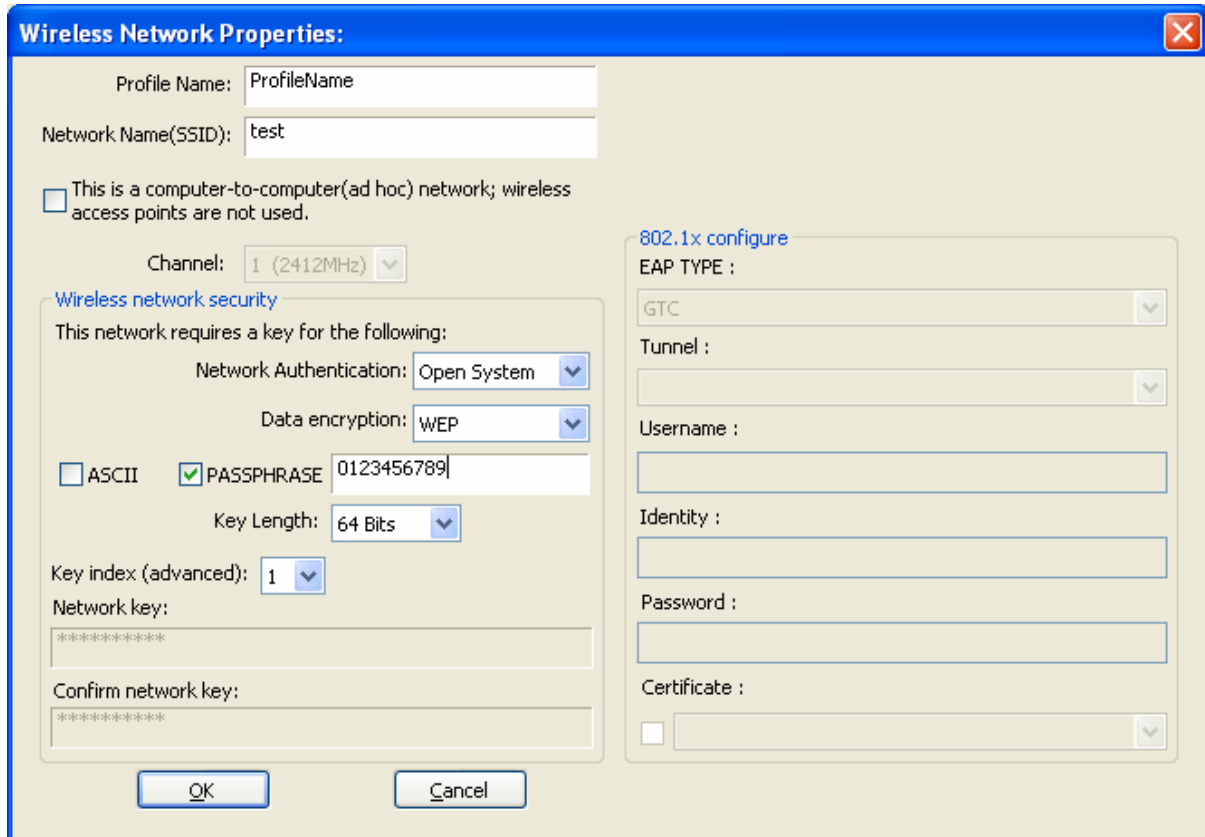 Wireless Network Properties:
Profile Name: ProfileName
Network Name(SSID): test
This is a computer-to-computer(ad hoc) network; wireless
access points are not used.
Channel: 1 (2412MHz)
Wireless network security
This network requires a key for the following:
Network Authentication: Open System
Data encryption: WEP
ASCII PASSPHRASE 0123456789
Key Length: 64 Bits
Key index (advanced): 1
Network key:
**********
Confirm network key:
**********
OK Cancel
802.1x configure
EAP TYPE :
GTC
Tunnel :
Username :
Identity :
Password :
Certificate :